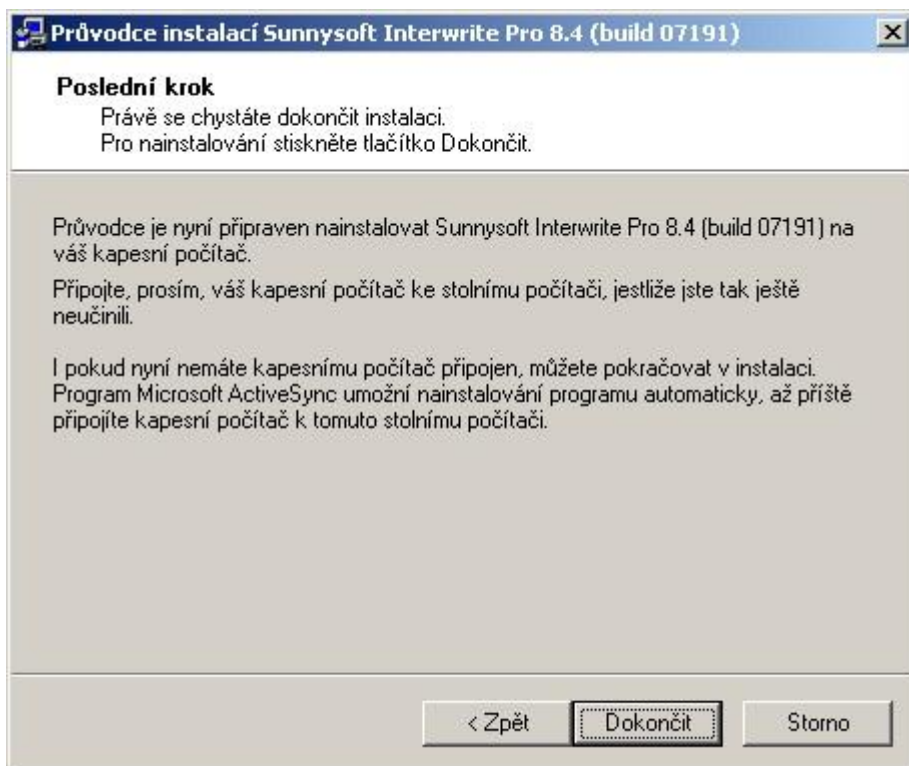 Průvodce instalací Sunnysoft Interwrite Pro 8.4 (build 07191)
Poslední krok
Právě se chystáte dokončit instalaci.
Pro nainstalování stiskněte tlačítko Dokončit.
Průvodce je nyní připraven nainstalovat Sunnysoft Interwrite Pro 8.4 (build 07191) na
váš kapesní počítač.
Připojte, prosím, váš kapesní počítač ke stolnímu počítači, jestliže jste tak ještě
neučinili.
I pokud nyní nemáte kapesnímu počítač připojen, můžete pokračovat v instalaci.
Program Microsoft ActiveSync umožní nainstalování programu automaticky, až příště
připojíte kapesní počítač k tomuto stolnímu počítači.
< Zpět
Dokončit
Storno